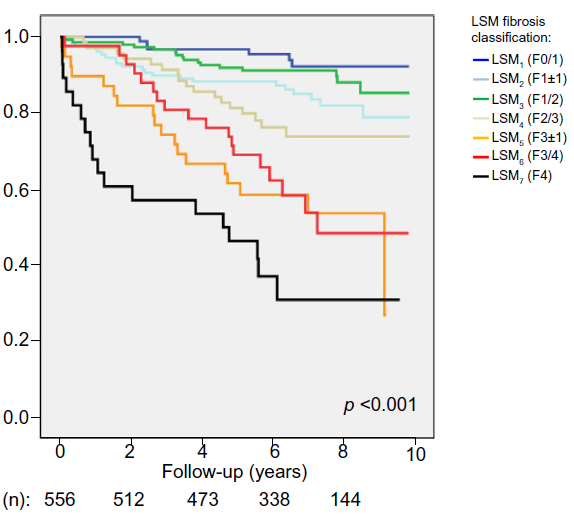 LSM fibrosis
classification:
LSM₁ (F0/1)
LSM₂ (F1±1)
LSM₃ (F1/2)
LSM₄ (F2/3)
LSM₅ (F3±1)
LSM₆ (F3/4)
LSM₇ (F4)
1.0
0.8
0.6
0.4
0.2
0.0
p <0.001
0 2 4 6 8 10
Follow-up (years)
(n): 556 512 473 338 144